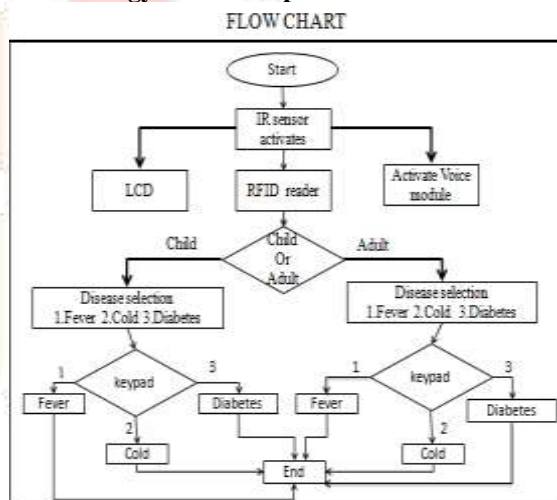 FLOW CHART
Start
IR sensor
activates
LCD
RFID reader
Activate Voice
module
Child
Child
Or
Adult
Adult
Disease selection
1.Fever 2.Cold 3.Diabetes
Disease selection
1.Fever 2.Cold 3.Diabetes
1
keypad
3
Fever
Diabetes
2
Cold
1
keypad
3
Fever
Diabetes
2
Cold
End